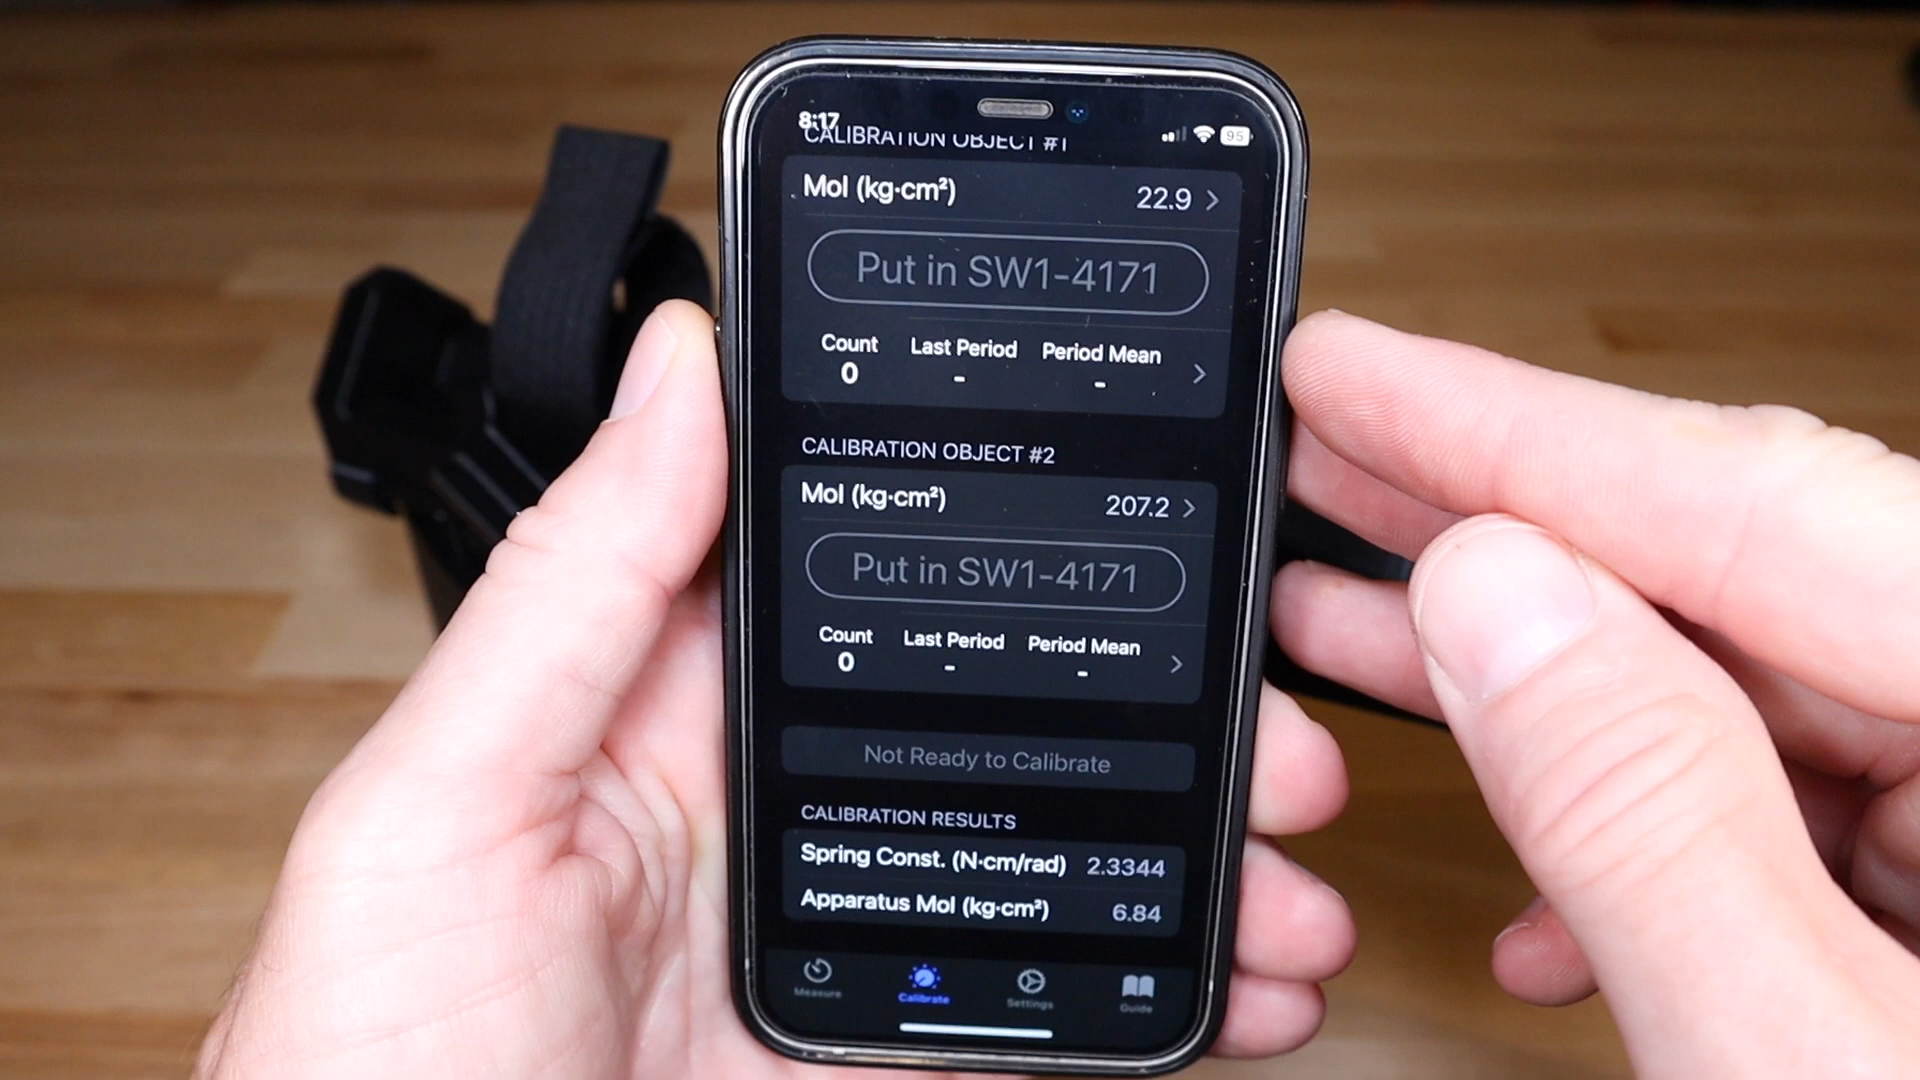 8:17
95
CALIBRATION OBJECT #1
MoI (kg·cm²) 22.9
Put in SW1-4171
Count Last Period Period Mean
0 - -
CALIBRATION OBJECT #2
MoI (kg·cm²) 207.2
Put in SW1-4171
Count Last Period Period Mean
0 - -
Not Ready to Calibrate
CALIBRATION RESULTS
Spring Const. (N·cm/rad) 2.3344
Apparatus MoI (kg·cm²) 6.84
Measure Calibrate Settings Guide